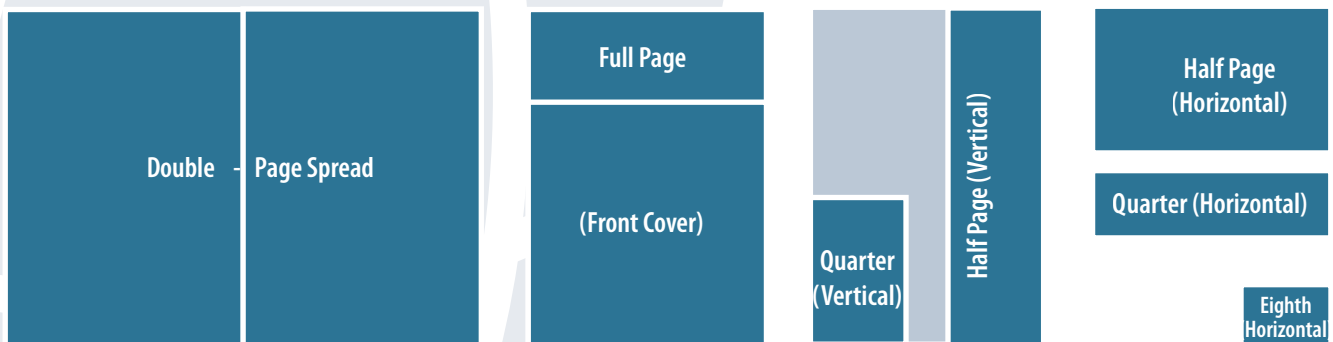 Double - Page Spread
Full Page
(Front Cover)
Quarter
(Vertical)
Half Page (Vertical)
Half Page
(Horizontal)
Quarter (Horizontal)
Eighth
(Horizontal